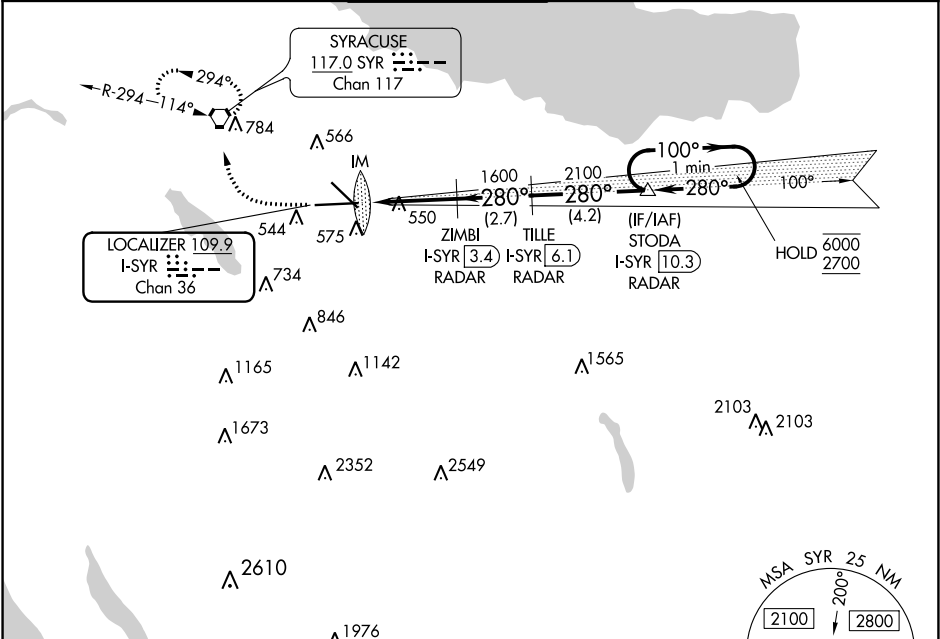 SYRACUSE
117.0 SYR
Chan 117
294°
R-294
114°
784
566
IM
1600
2100
100°
1 min
280°
280°
280°
100°
(2.7)
(4.2)
550
544
575
ZIMBI
I-SYR 3.4
RADAR
TILLE
I-SYR 6.1
RADAR
(IF/IAF)
STODA
I-SYR 10.3
RADAR
HOLD 6000
2700
LOCALIZER 109.9
I-SYR
Chan 36
734
846
1165
1142
1565
1673
2103
2103
2352
2549
2610
1976
MSA SYR 25 NM
200°
2100
2800